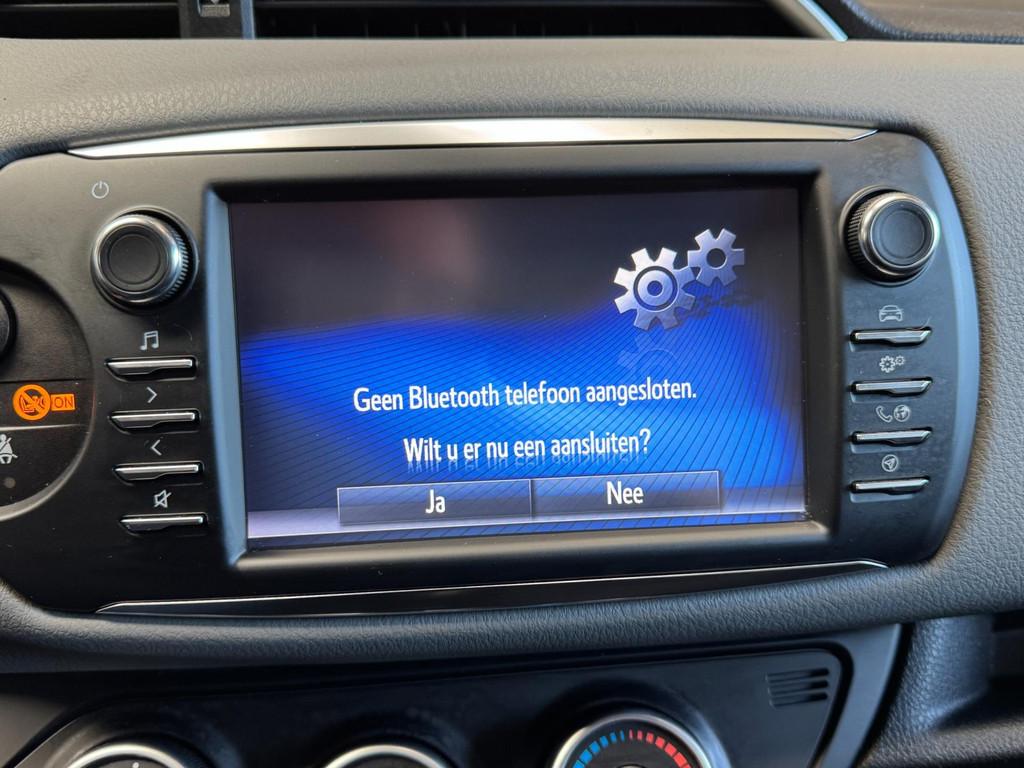 ON
Geen Bluetooth telefoon aangesloten.
Wilt u er nu een aansluiten?
Ja
Nee